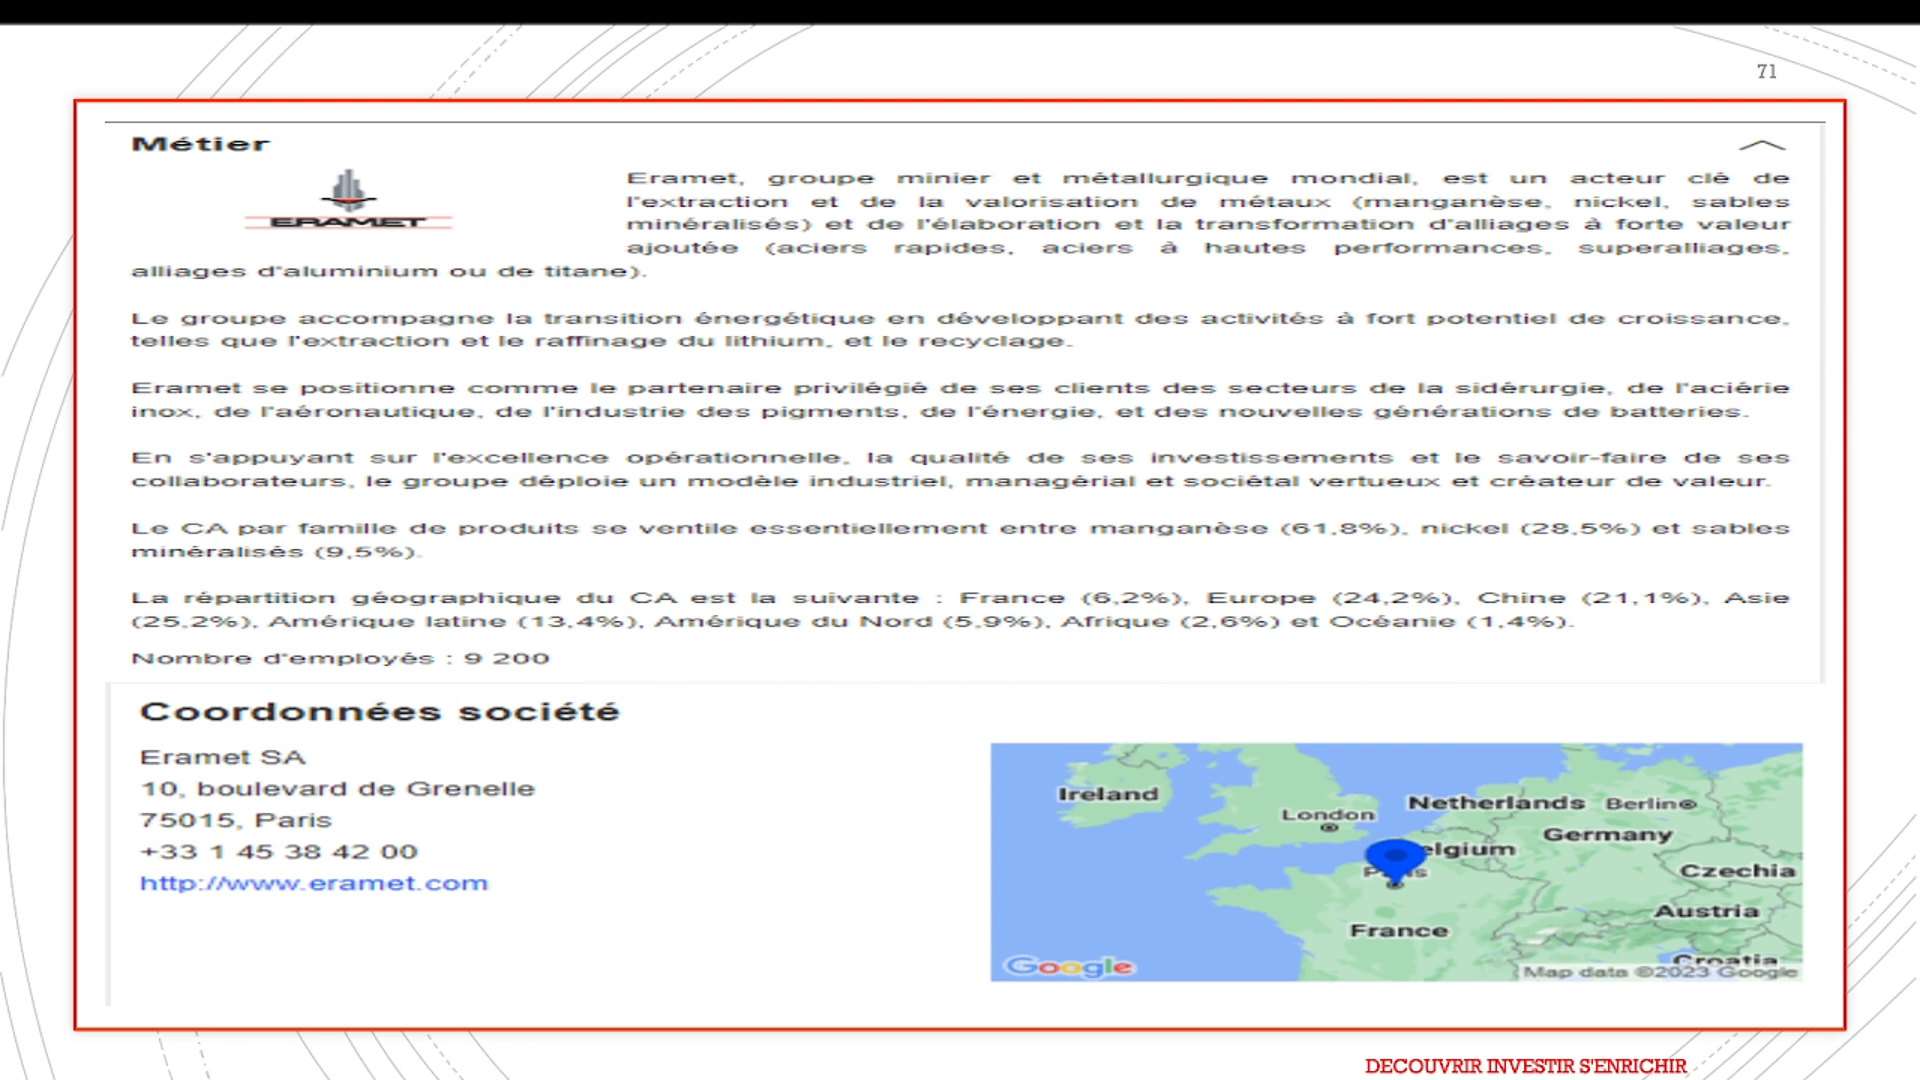 71
Métier
ERAMET
Eramet, groupe minier et métallurgique mondial, est un acteur clé de
l'extraction et de la valorisation de métaux (manganèse, nickel, sables
minéralisés) et de l'élaboration et la transformation d'alliages à forte valeur
ajoutée (aciers rapides, aciers à hautes performances, superalliages,
alliages d'aluminium ou de titane).
Le groupe accompagne la transition énergétique en développant des activités à fort potentiel de croissance,
telles que l'extraction et le raffinage du lithium, et le recyclage.
Eramet se positionne comme le partenaire privilégié de ses clients des secteurs de la sidérurgie, de l'aciérie
inox, de l'aéronautique, de l'industrie des pigments, de l'énergie, et des nouvelles générations de batteries.
En s'appuyant sur l'excellence opérationnelle, la qualité de ses investissements et le savoir-faire de ses
collaborateurs, le groupe déploie un modèle industriel, managérial et sociétal vertueux et créateur de valeur.
Le CA par famille de produits se ventile essentiellement entre manganèse (61,8%), nickel (28,5%) et sables
minéralisés (9,5%).
La répartition géographique du CA est la suivante : France (6,2%), Europe (24,2%), Chine (21,1%), Asie
(25,2%), Amérique latine (13,4%), Amérique du Nord (5,9%), Afrique (2,6%) et Océanie (1,4%).
Nombre d'employés : 9 200
Coordonnées société
Eramet SA
10, boulevard de Grenelle
75015, Paris
+33 1 45 38 42 00
http://www.eramet.com
Ireland
London
Netherlands
Berlin
Germany
elgium
Czechia
Austria
France
Croatia
Google
Map data ©2023 Google
DECOUVRIR INVESTIR S'ENRICHIR